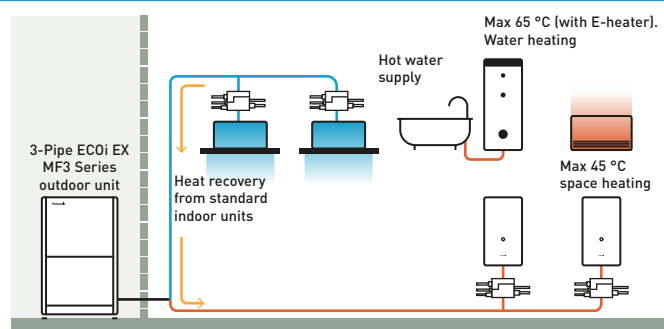 Max 65 °C (with E-heater).
Water heating
Hot water
supply
3-Pipe ECOi EX
MF3 Series
outdoor unit
Panasonic
Heat recovery
from standard
indoor units
Max 45 °C
space heating